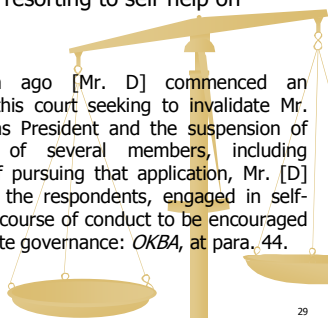 resorting to self help on
ago [Mr. D] commenced an
this court seeking to invalidate Mr.
as President and the suspension of
of several members, including
f pursuing that application, Mr. [D]
the respondents, engaged in self-
course of conduct to be encouraged
te governance: OKBA, at para. 44.
29